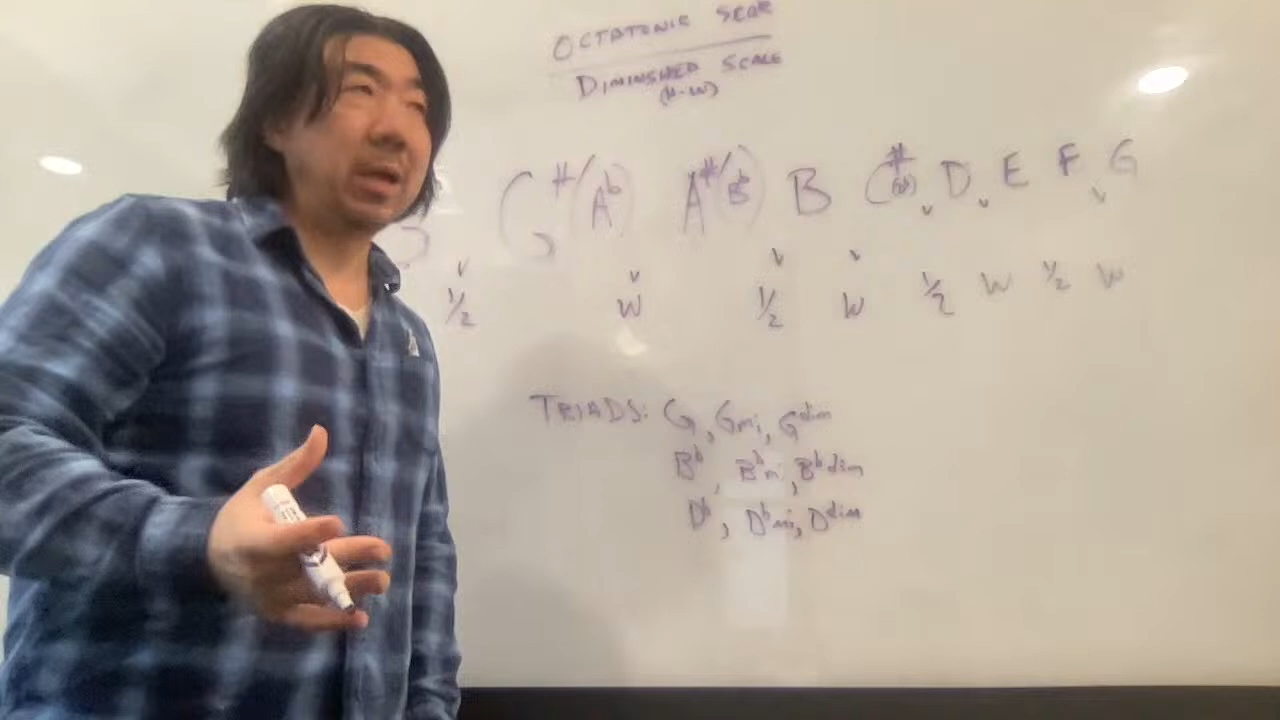 OCTATONIC SCALE
DIMINSHED SCALE
(H-W)
G#/(Ab) A#/(Bb) B C#(Db) D E F G
1/2 W 1/2 W 1/2 W 1/2 W
TRIADS: G, Gmi, Gdim
Bb, Bbmi, Bbdim
Db, Dbmi, Ddim